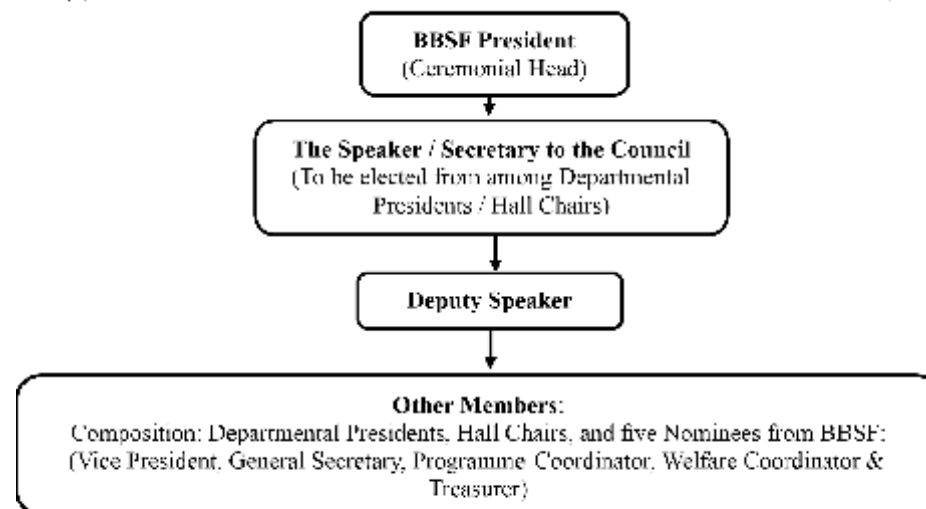 BBSF President
(Ceremonial Head)
The Speaker / Secretary to the Council
(To be elected from among Departmental
Presidents / Hall Chairs)
Deputy Speaker
Other Members:
Composition: Departmental Presidents, Hall Chairs, and five Nominees from BBSF:
(Vice President, General Secretary, Programme Coordinator, Welfare Coordinator &
Treasurer)